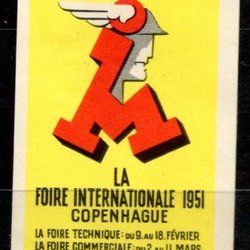 LA
FOIRE INTERNATIONALE 1951
COPENHAGUE
LA FOIRE TECHNIQUE: DU 9. AU 18. FÉVRIER
LA FOIRE COMMERCIALE: DU 2. AU 11. MARS